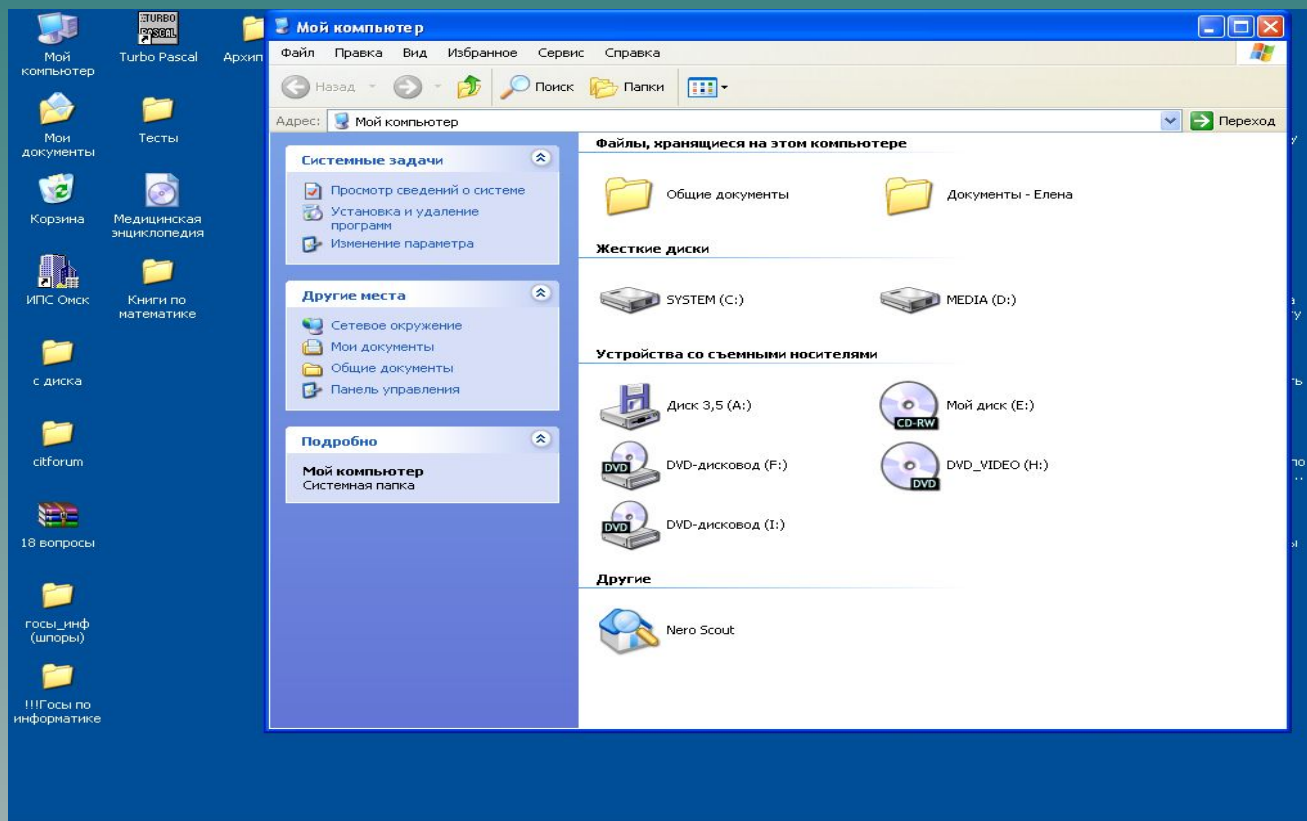 Мой
компьютер
TURBO
PASCAL
Turbo Pascal
Архип
Мои
документы
Тесты
Корзина
Медицинская
энциклопедия
ИПС Омск
Книги по
математике
с диска
citforum
18 вопросы
госы_инф
(шпоры)
!!!Госы по
информатике
Мой компьютер
Файл Правка Вид Избранное Сервис Справка
Назад Поиск Папки
Адрес: Мой компьютер Переход
Системные задачи
Просмотр сведений о системе
Установка и удаление
программ
Изменение параметра
Другие места
Сетевое окружение
Мои документы
Общие документы
Панель управления
Подробно
Мой компьютер
Системная папка
Файлы, хранящиеся на этом компьютере
Общие документы Документы - Елена
Жесткие диски
SYSTEM (C:) MEDIA (D:)
Устройства со съемными носителями
Диск 3,5 (A:) CD-RW Мой диск (E:)
DVD DVD-дисковод (F:) DVD DVD_VIDEO (H:)
DVD DVD-дисковод (I:)
Другие
Nero Scout